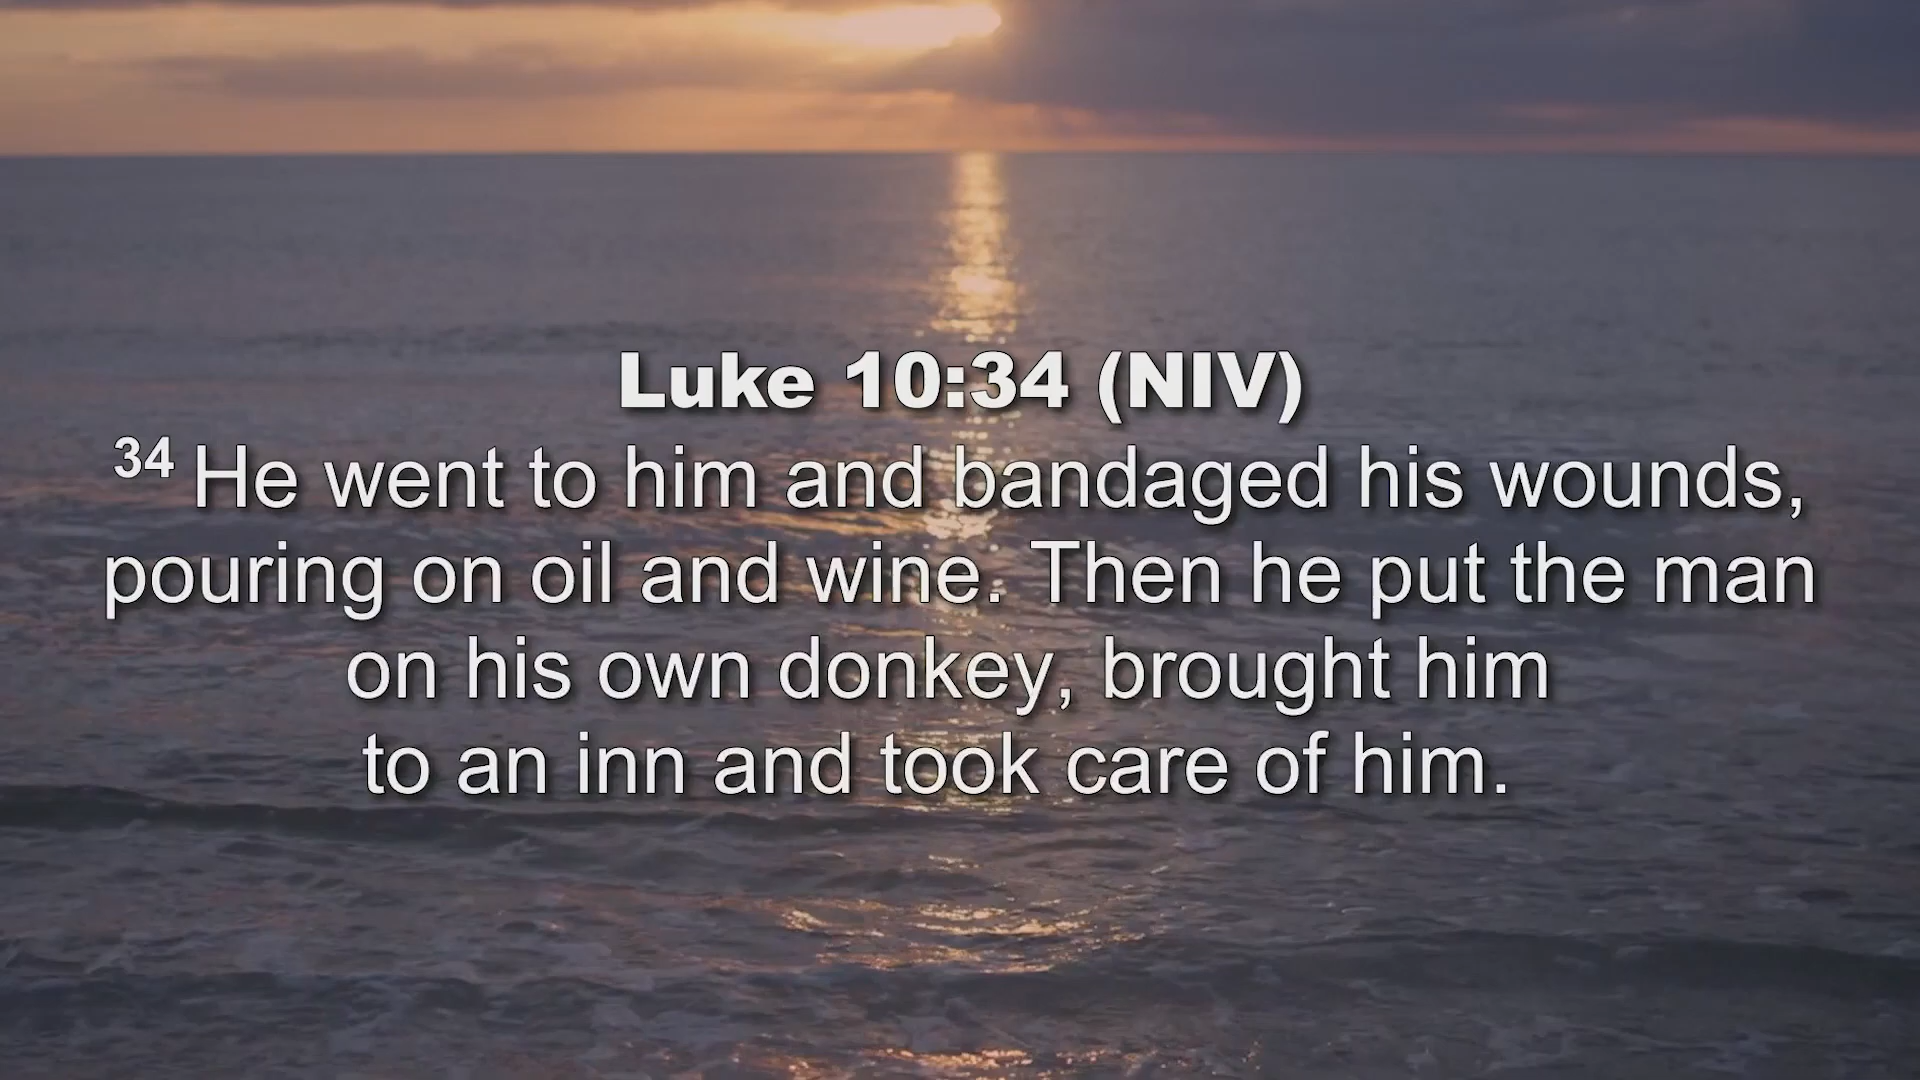 Luke 10:34 (NIV)
34 He went to him and bandaged his wounds,
pouring on oil and wine. Then he put the man
on his own donkey, brought him
to an inn and took care of him.